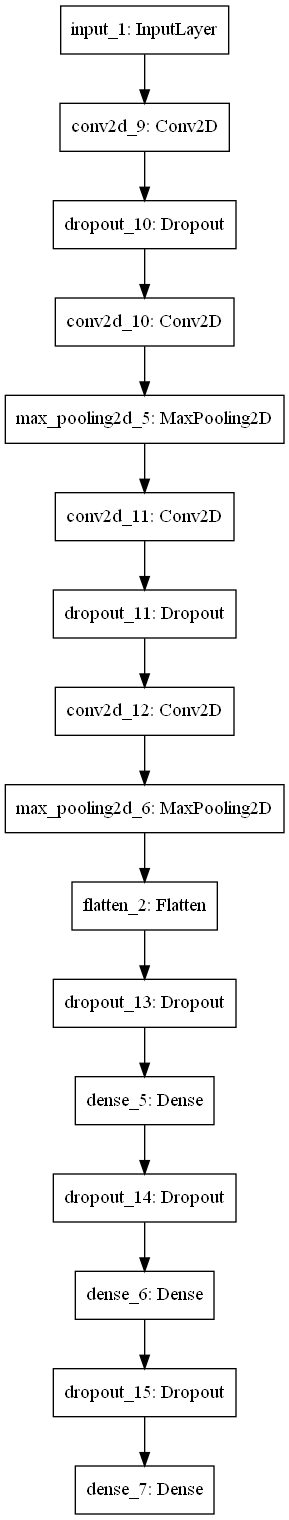 input_1: InputLayer
conv2d_9: Conv2D
dropout_10: Dropout
conv2d_10: Conv2D
max_pooling2d_5: MaxPooling2D
conv2d_11: Conv2D
dropout_11: Dropout
conv2d_12: Conv2D
max_pooling2d_6: MaxPooling2D
flatten_2: Flatten
dropout_13: Dropout
dense_5: Dense
dropout_14: Dropout
dense_6: Dense
dropout_15: Dropout
dense_7: Dense